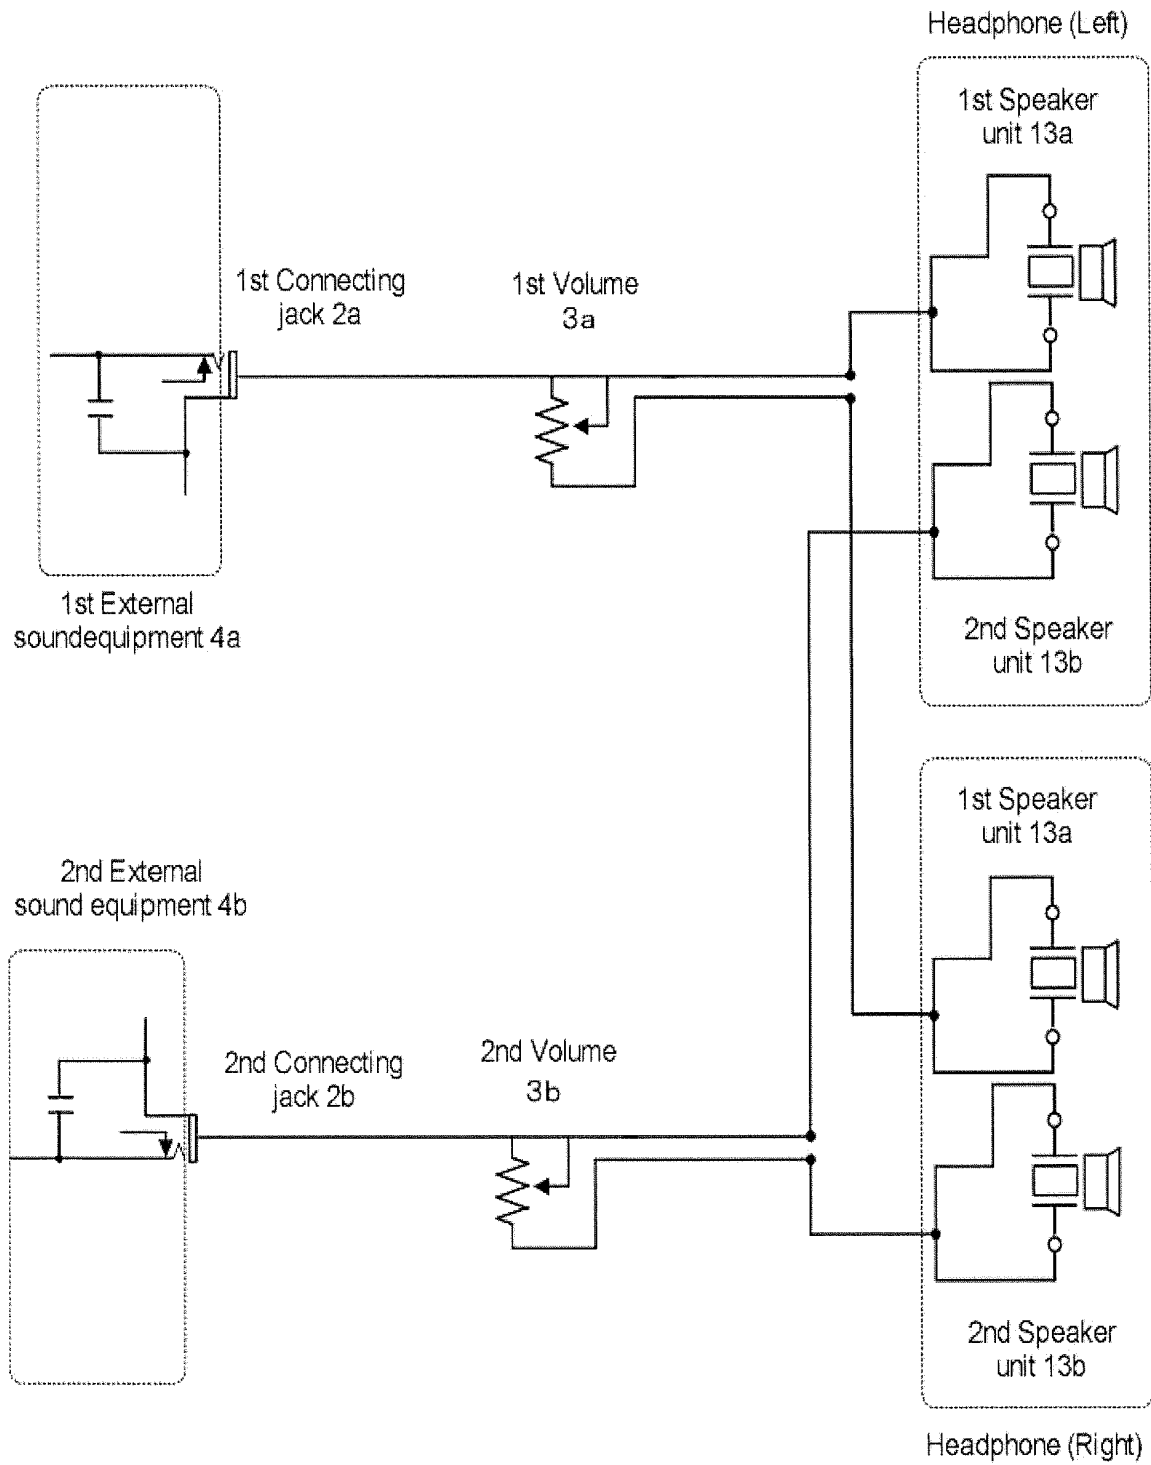 Headphone (Left)
1st Speaker
unit 13a
1st Connecting
jack 2a
1st Volume
3a
1st External
soundequipment 4a
2nd Speaker
unit 13b
1st Speaker
unit 13a
2nd External
sound equipment 4b
2nd Connecting
jack 2b
2nd Volume
3b
2nd Speaker
unit 13b
Headphone (Right)